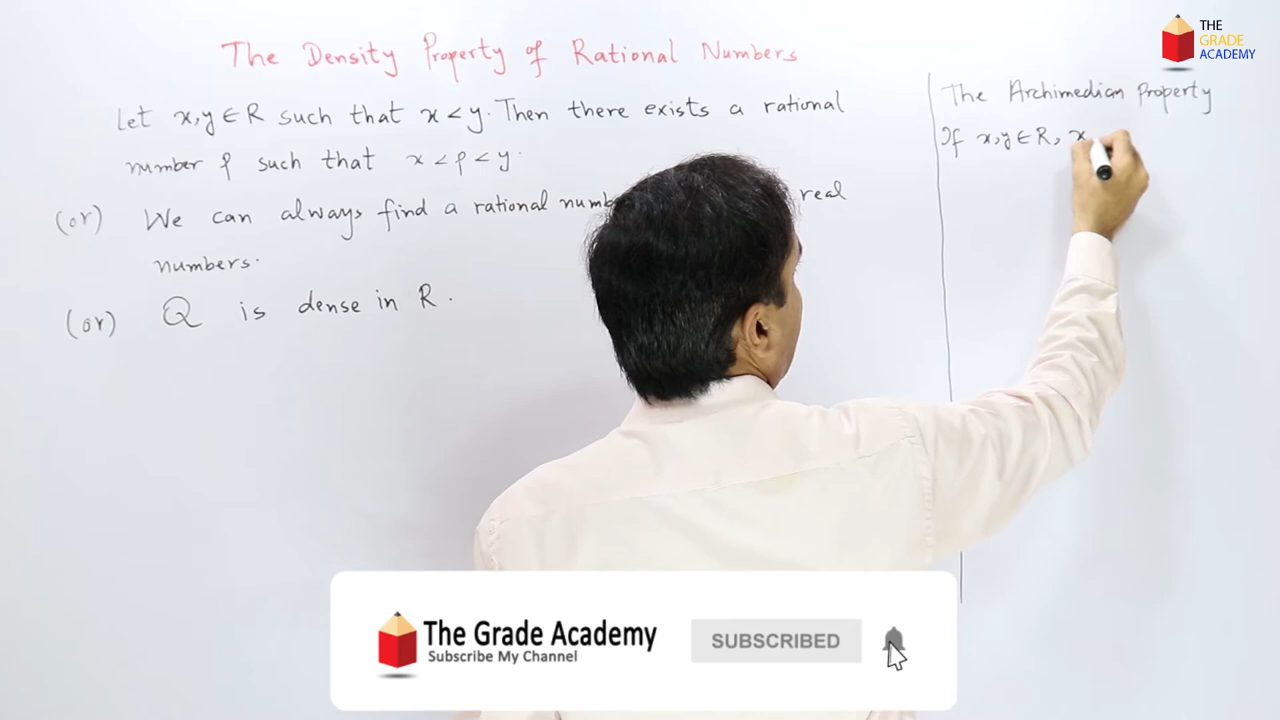 The Density Property of Rational Numbers
Let x,y ∈ R such that x < y. Then there exists a rational
number p such that x < p < y.
(or) We can always find a rational numb real
numbers.
(or) Q is dense in R.
The Archimedian Property
If x,y ∈ R, x
THE
GRADE
ACADEMY
The Grade Academy
Subscribe My Channel
SUBSCRIBED